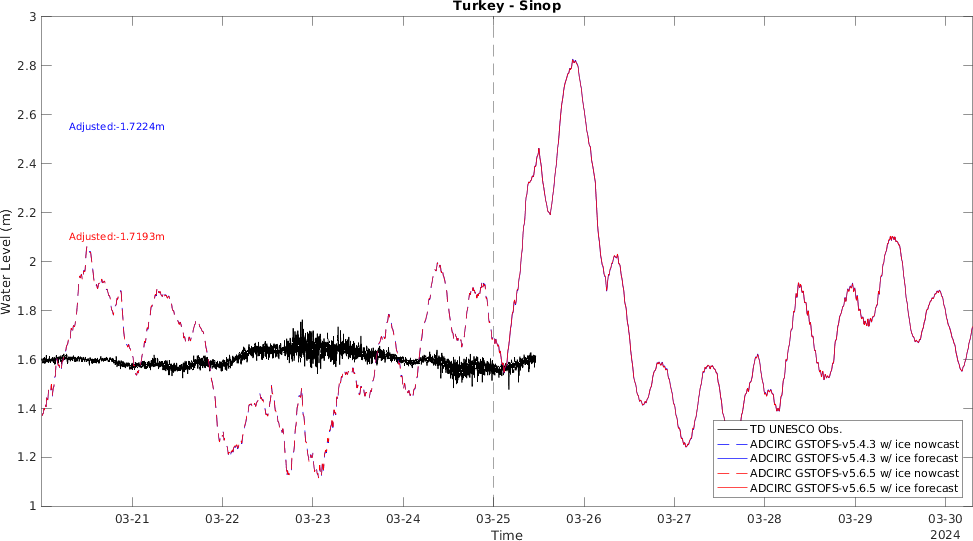 Turkey - Sinop
3
2.8
2.6
2.4
2.2
2
1.8
1.6
1.4
1.2
1
Water Level (m)
Adjusted:-1.7224m
Adjusted:-1.7193m
TD UNESCO Obs.
ADCIRC GSTOFS-v5.4.3 w/ ice nowcast
ADCIRC GSTOFS-v5.4.3 w/ ice forecast
ADCIRC GSTOFS-v5.6.5 w/ ice nowcast
ADCIRC GSTOFS-v5.6.5 w/ ice forecast
03-21 03-22 03-23 03-24 03-25 03-26 03-27 03-28 03-29 03-30
Time 2024